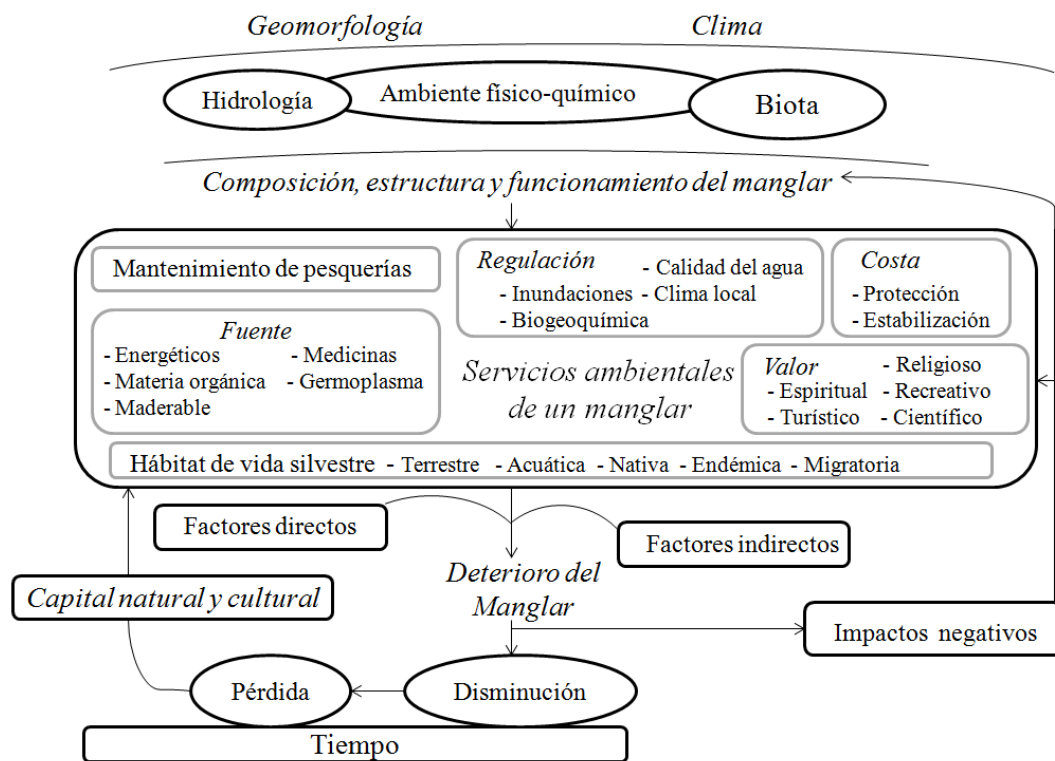 Geomorfología
Clima
Hidrología
Ambiente físico-químico
Biota
Composición, estructura y funcionamiento del manglar
Mantenimiento de pesquerías
Regulación
- Calidad del agua
- Inundaciones - Clima local
- Biogeoquímica
Costa
- Protección
- Estabilización
Fuente
- Energéticos - Medicinas
- Materia orgánica - Germoplasma
- Maderable
Servicios ambientales
de un manglar
Valor - Religioso
- Espiritual - Recreativo
- Turístico - Científico
Hábitat de vida silvestre - Terrestre - Acuática - Nativa - Endémica - Migratoria
Factores directos
Factores indirectos
Deterioro del
Manglar
Capital natural y cultural
Impactos negativos
Pérdida
Disminución
Tiempo